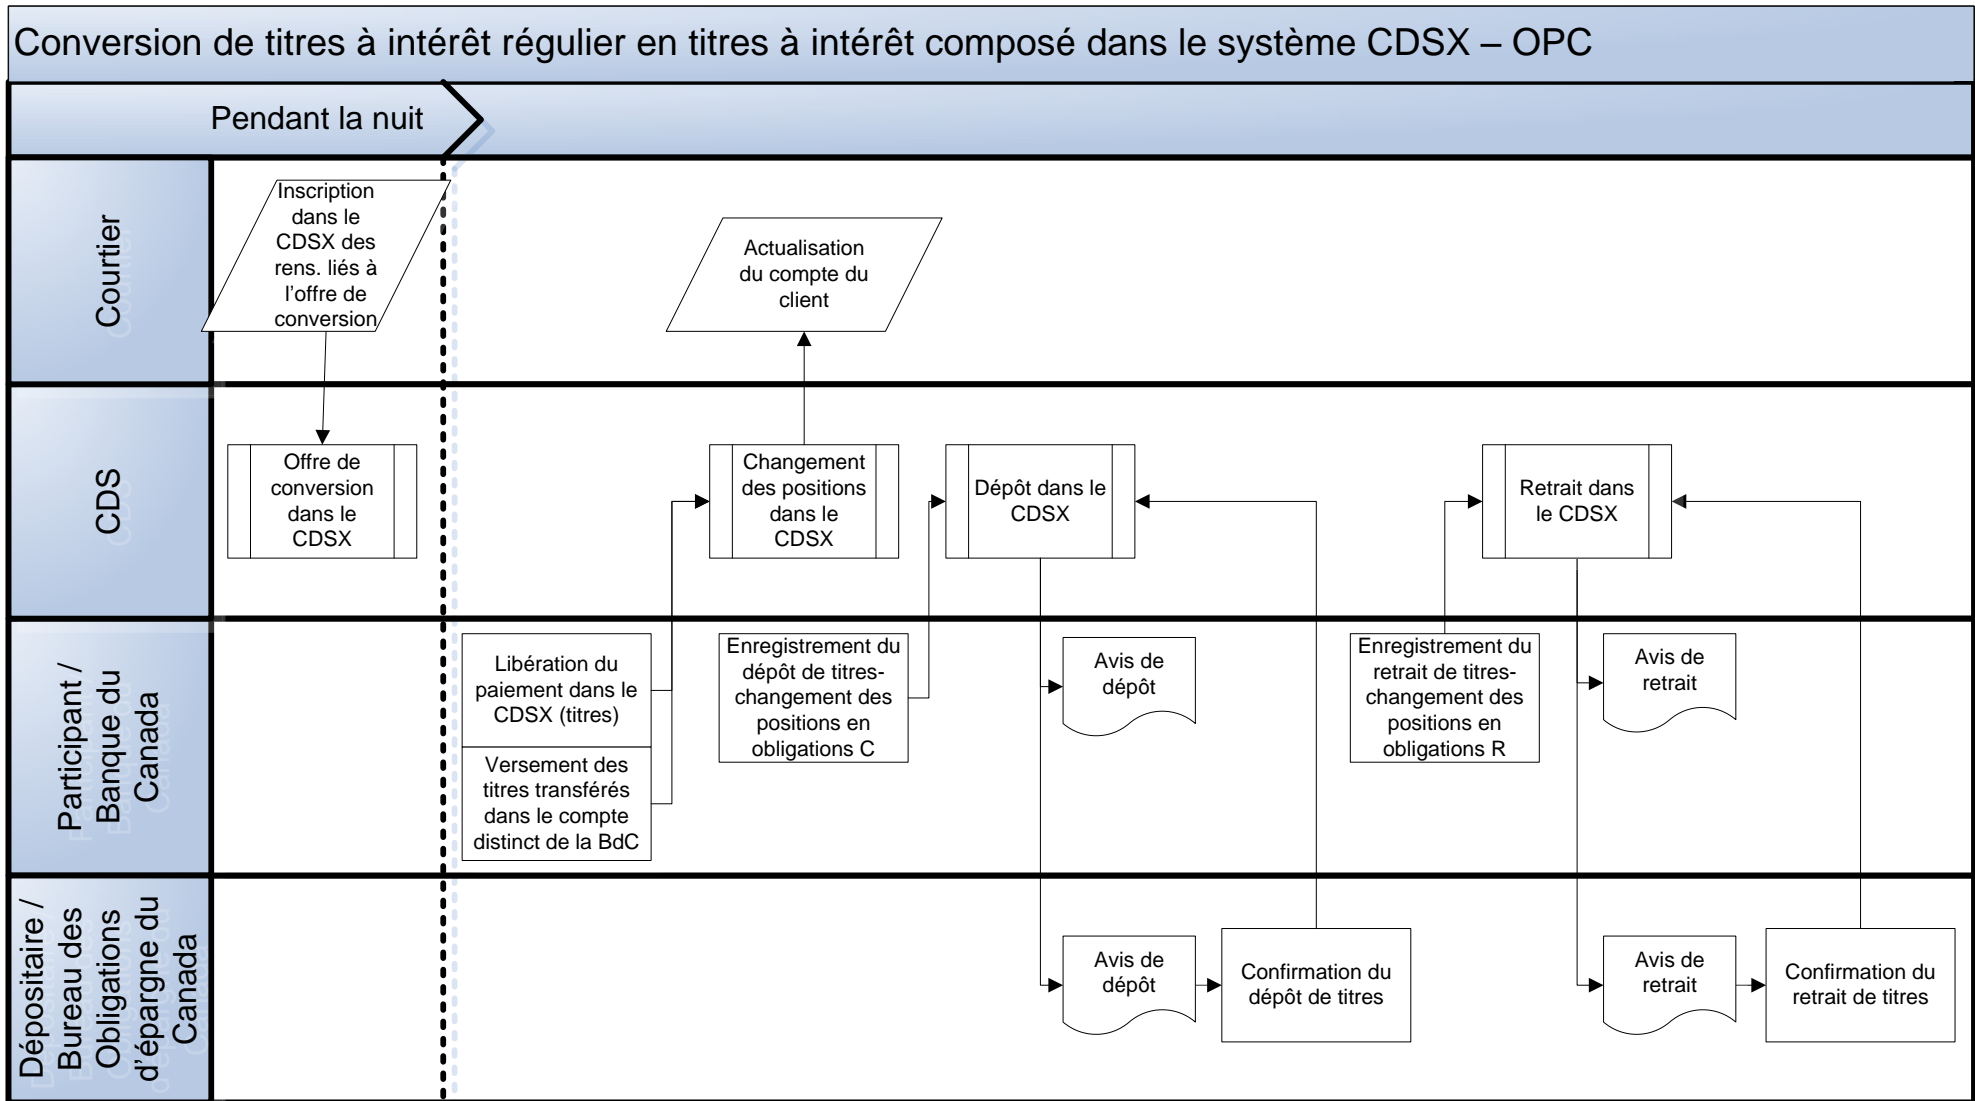 Conversion de titres à intérêt régulier en titres à intérêt composé dans le système CDSX – OPC
Pendant la nuit
Courtier
Inscription
dans le
CDSX des
rens. liés à
l'offre de
conversion
Actualisation
du compte du
client
CDS
Offre de
conversion
dans le
CDSX
Changement
des positions
dans le
CDSX
Dépôt dans le
CDSX
Retrait dans
le CDSX
Participant /
Banque du
Canada
Libération du
paiement dans le
CDSX (titres)
Versement des
titres transférés
dans le compte
distinct de la BdC
Enregistrement du
dépôt de titres-
changement des
positions en
obligations C
Avis de
dépôt
Enregistrement du
retrait de titres-
changement des
positions en
obligations R
Avis de
retrait
Dépositaire /
Bureau des
Obligations
d'épargne du
Canada
Avis de
dépôt
Confirmation du
dépôt de titres
Avis de
retrait
Confirmation du
retrait de titres